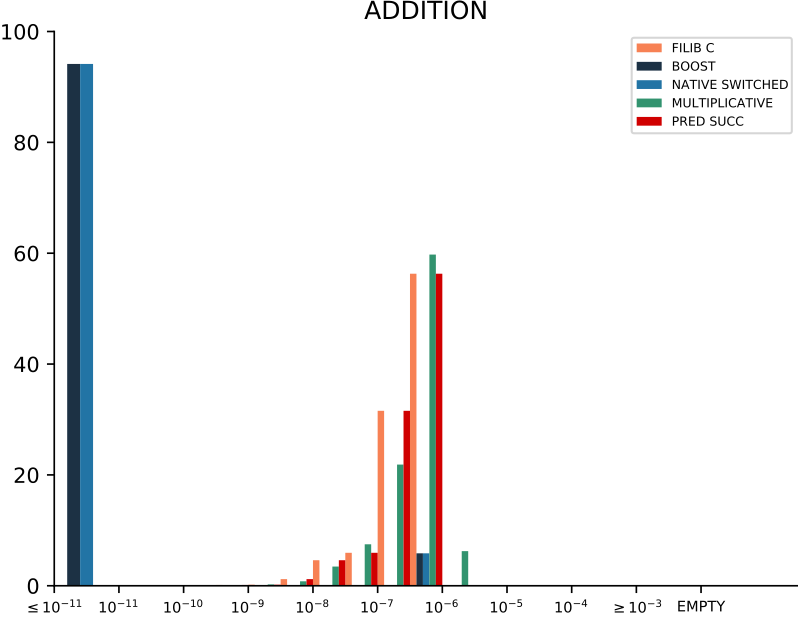 ADDITION
100
80
60
40
20
0
FILIB C
BOOST
NATIVE SWITCHED
MULTIPLICATIVE
PRED SUCC
≤ 10⁻¹¹ 10⁻¹¹ 10⁻¹⁰ 10⁻⁹ 10⁻⁸ 10⁻⁷ 10⁻⁶ 10⁻⁵ 10⁻⁴ ≥ 10⁻³ EMPTY